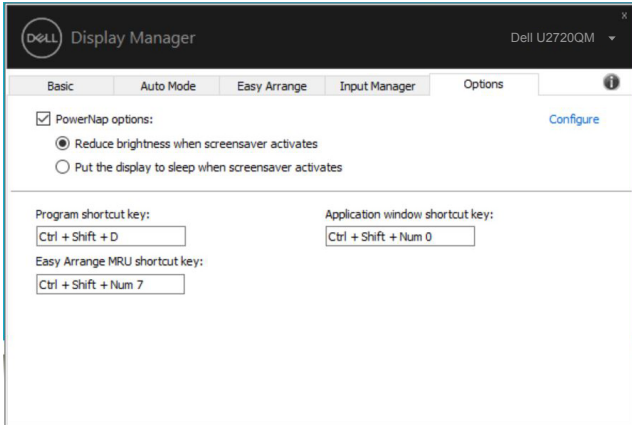 x
DELL Display Manager
Dell U2720QM
Basic Auto Mode Easy Arrange Input Manager Options
PowerNap options:
Configure
Reduce brightness when screensaver activates
Put the display to sleep when screensaver activates
Program shortcut key:
Application window shortcut key:
Ctrl + Shift + D
Ctrl + Shift + Num 0
Easy Arrange MRU shortcut key:
Ctrl + Shift + Num 7